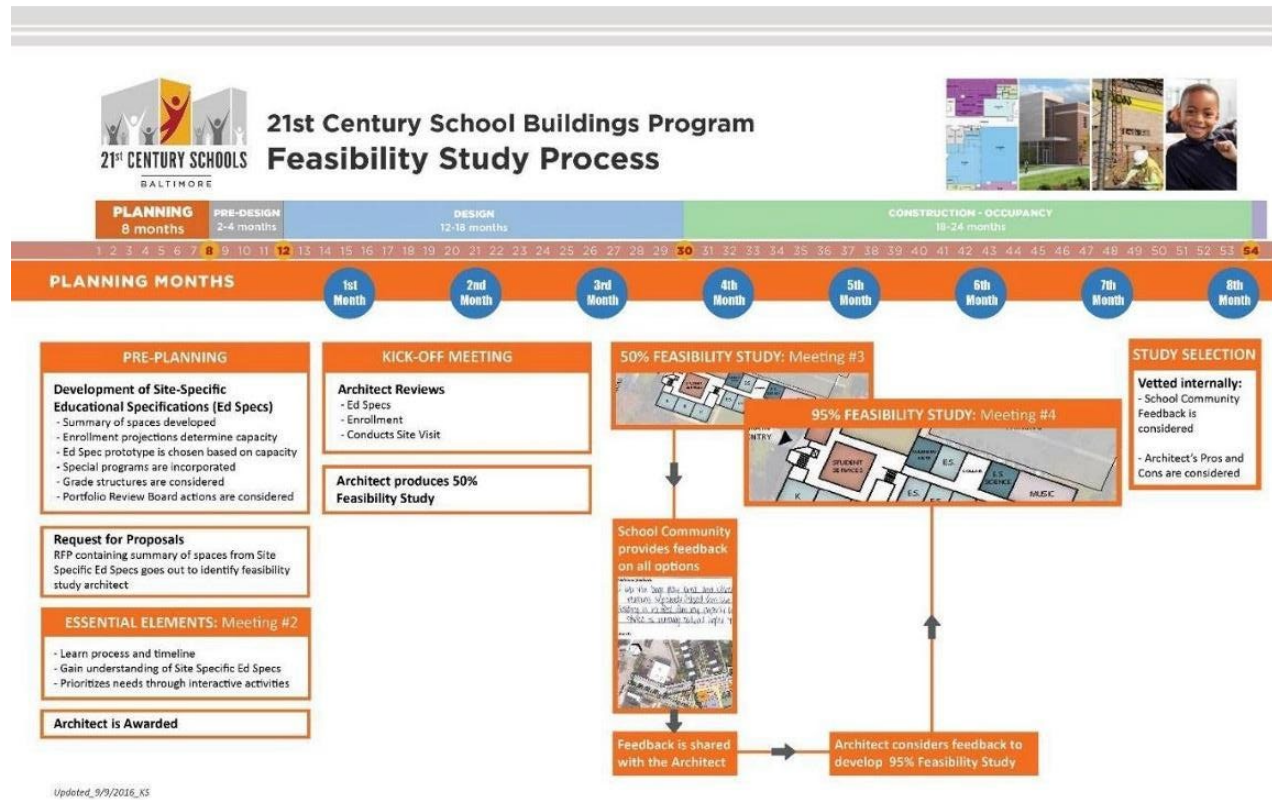 21st CENTURY SCHOOLS
BALTIMORE
21st Century School Buildings Program
Feasibility Study Process
PLANNING
8 months
PRE-DESIGN
2-4 months
DESIGN
12-18 months
CONSTRUCTION - OCCUPANCY
18-24 months
1 2 3 4 5 6 7 8 9 10 11 12 13 14 15 16 17 18 19 20 21 22 23 24 25 26 27 28 29 30 31 32 33 34 35 36 37 38 39 40 41 42 43 44 45 46 47 48 49 50 51 52 53 54
PLANNING MONTHS
1st
Month
2nd
Month
3rd
Month
4th
Month
5th
Month
6th
Month
7th
Month
8th
Month
PRE-PLANNING
Development of Site-Specific
Educational Specifications (Ed Specs)
- Summary of spaces developed
- Enrollment projections determine capacity
- Ed Spec prototype is chosen based on capacity
- Special programs are incorporated
- Grade structures are considered
- Portfolio Review Board actions are considered
Request for Proposals
RFP containing summary of spaces from Site
Specific Ed Specs goes out to identify feasibility
study architect
ESSENTIAL ELEMENTS: Meeting #2
- Learn process and timeline
- Gain understanding of Site Specific Ed Specs
- Prioritizes needs through interactive activities
Architect is Awarded
KICK-OFF MEETING
Architect Reviews
- Ed Specs
- Enrollment
- Conducts Site Visit
Architect produces 50%
Feasibility Study
50% FEASIBILITY STUDY: Meeting #3
School Community
provides feedback
on all options
Feedback is shared
with the Architect
Architect considers feedback to
develop 95% Feasibility Study
95% FEASIBILITY STUDY: Meeting #4
NTRY
STUDENT
SERVICES
E.S.
E.S.
SCIENCE
K
E.S.
MUSIC
STUDY SELECTION
Vetted internally:
- School Community
Feedback is
considered
- Architect's Pros and
Cons are considered
Updated_9/9/2016_KS